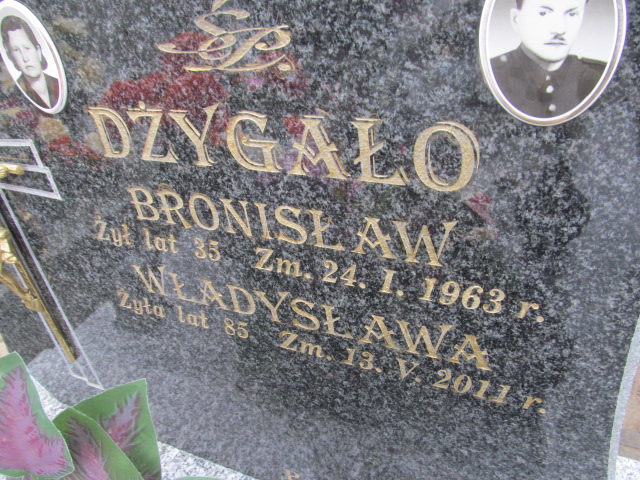 Ś.P.
DŻYGAŁO
BRONISŁAW
Żył lat 35 Zm. 24. I. 1963 r.
WŁADYSŁAWA
Żyła lat 85 Zm. 13. V. 2011 r.